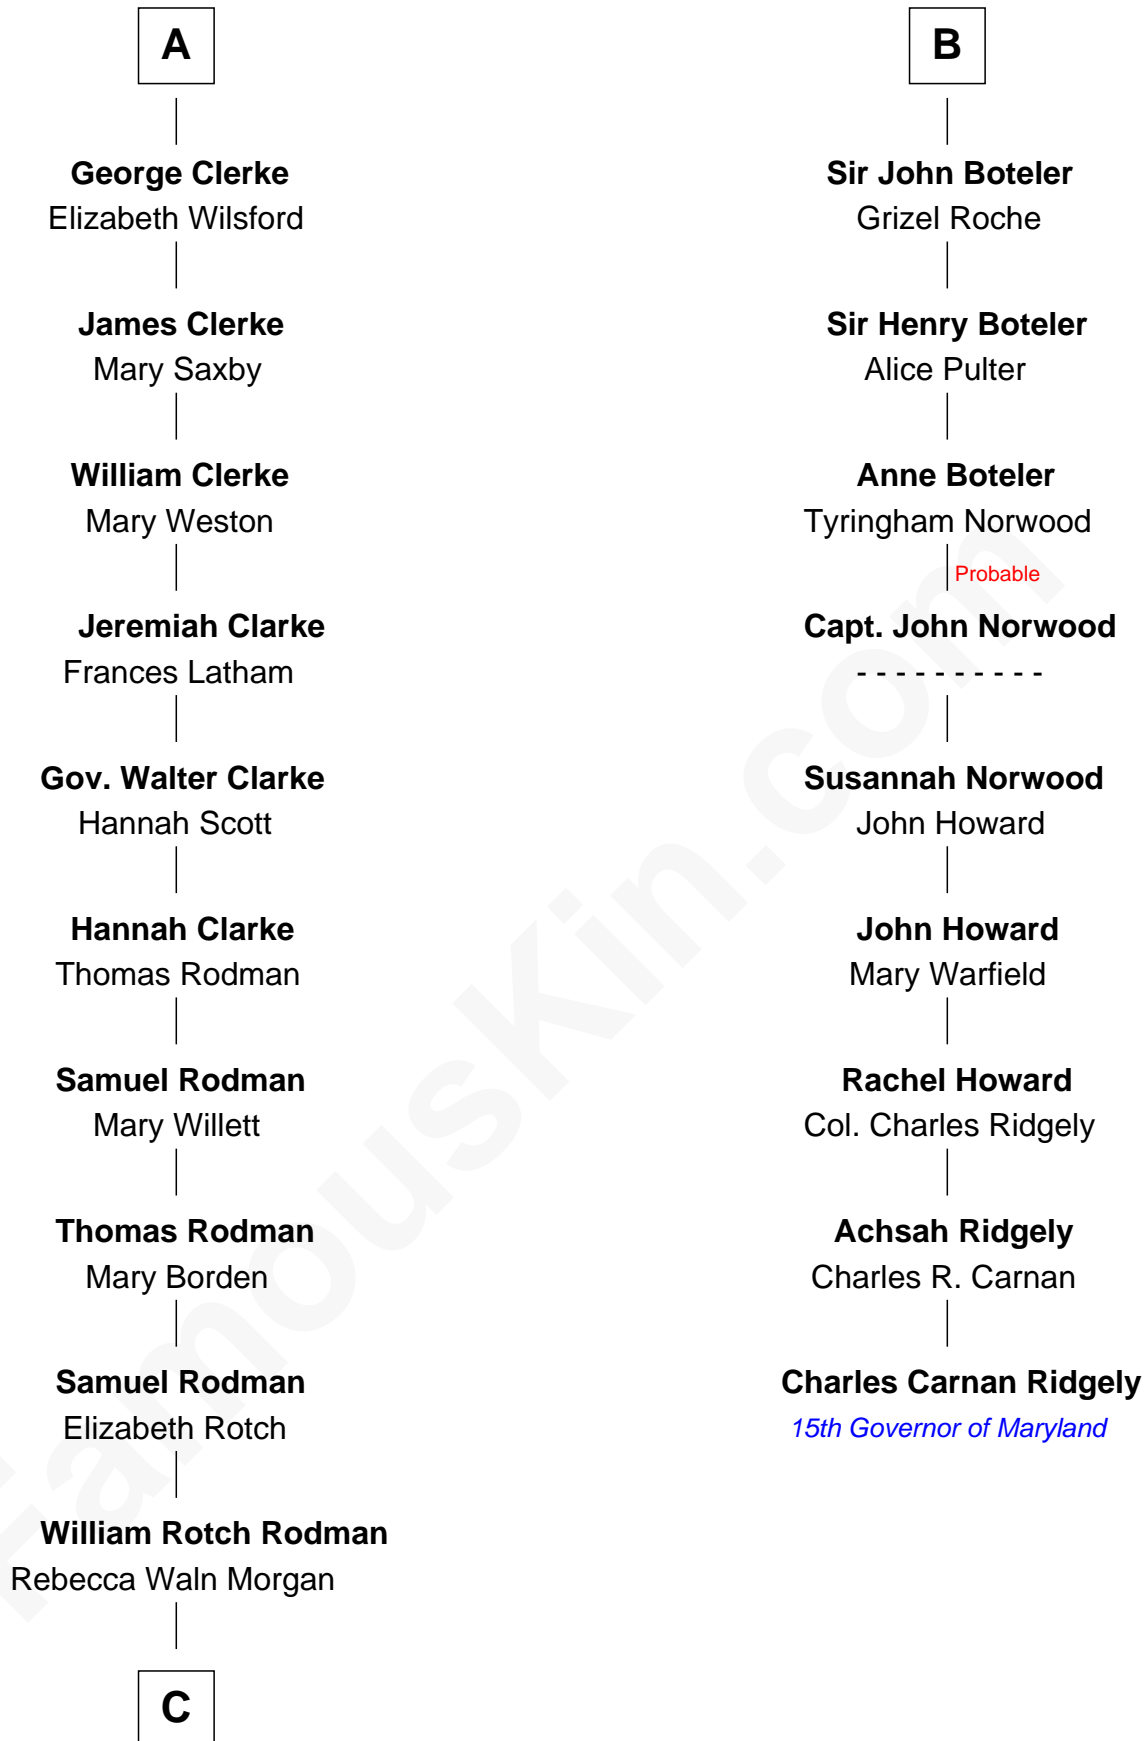 A
George Clerke
Elizabeth Wilsford
James Clerke
Mary Saxby
William Clerke
Mary Weston
Jeremiah Clarke
Frances Latham
Gov. Walter Clarke
Hannah Scott
Hannah Clarke
Thomas Rodman
Samuel Rodman
Mary Willett
Thomas Rodman
Mary Borden
Samuel Rodman
Elizabeth Rotch
William Rotch Rodman
Rebecca Waln Morgan
C
B
Sir John Boteler
Grizel Roche
Sir Henry Boteler
Alice Pulter
Anne Boteler
Tyringham Norwood
Probable
Capt. John Norwood
- - - - - - - - - -
Susannah Norwood
John Howard
John Howard
Mary Warfield
Rachel Howard
Col. Charles Ridgely
Achsah Ridgely
Charles R. Carnan
Charles Carnan Ridgely
15th Governor of Maryland
FamousKin.com